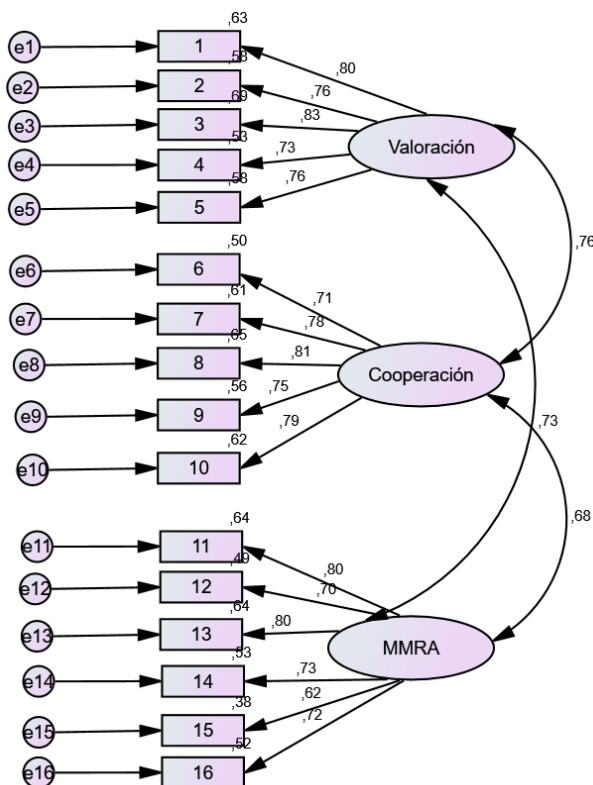 ,63
e1
1
,80
,58
e2
2
,76
,69
e3
3
,83
,53
e4
4
,73
,58
e5
5
,76
Valoración
,76
,50
e6
6
,71
,61
e7
7
,78
,65
e8
8
,81
,56
e9
9
,75
,62
e10
10
,79
Cooperación
,73
,68
,64
e11
11
,80
,49
e12
12
,70
,64
e13
13
,80
,53
e14
14
,73
,38
e15
15
,62
,52
e16
16
,72
MMRA